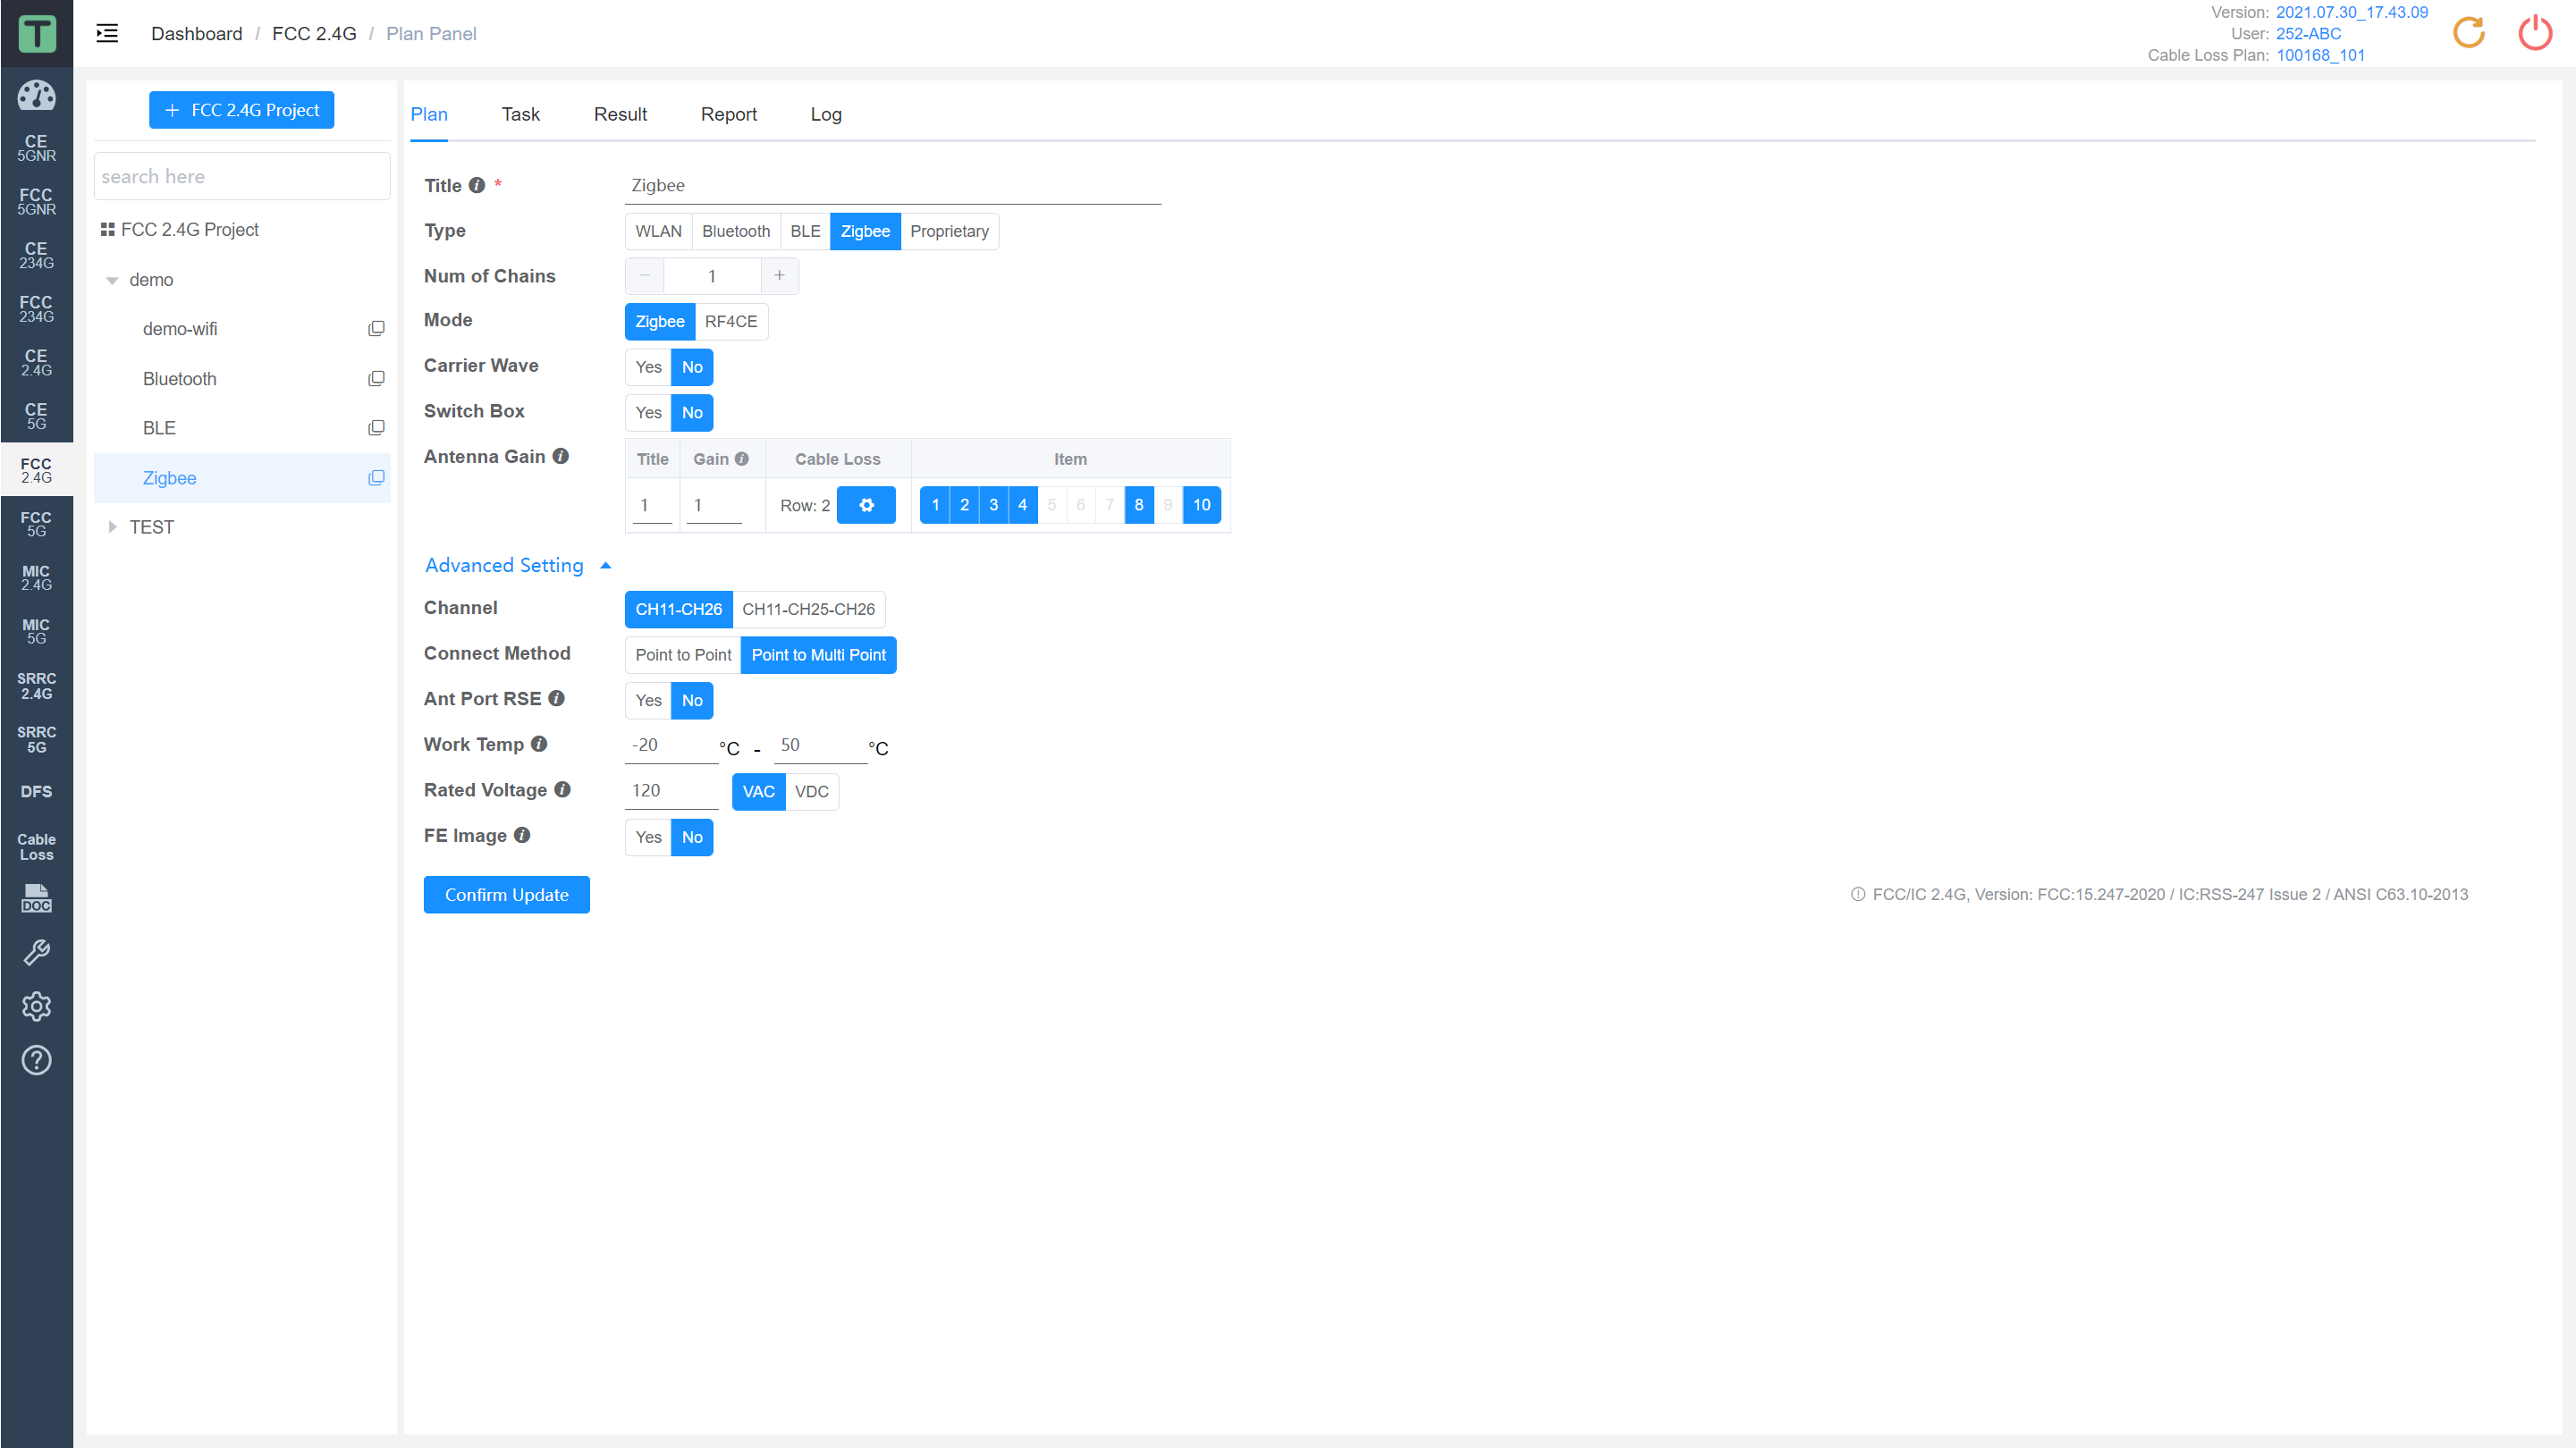 T
Dashboard / FCC 2.4G / Plan Panel
Version: 2021.07.30_17.43.09
User: 252-ABC
Cable Loss Plan: 100168_101
CE
5GNR
FCC
5GNR
CE
234G
FCC
234G
CE
2.4G
CE
5G
FCC
2.4G
FCC
5G
MIC
2.4G
MIC
5G
SRRC
2.4G
SRRC
5G
DFS
Cable
Loss
DOC
+ FCC 2.4G Project
search here
FCC 2.4G Project
demo
demo-wifi
Bluetooth
BLE
Zigbee
TEST
Plan Task Result Report Log
Title * Zigbee
Type WLAN Bluetooth BLE Zigbee Proprietary
Num of Chains − 1 +
Mode Zigbee RF4CE
Carrier Wave Yes No
Switch Box Yes No
Antenna Gain Title Gain Cable Loss Item
1 1 Row: 2 1 2 3 4 5 6 7 8 9 10
Advanced Setting
Channel CH11-CH26 CH11-CH25-CH26
Connect Method Point to Point Point to Multi Point
Ant Port RSE Yes No
Work Temp -20 °C - 50 °C
Rated Voltage 120 VAC VDC
FE Image Yes No
Confirm Update
FCC/IC 2.4G, Version: FCC:15.247-2020 / IC:RSS-247 Issue 2 / ANSI C63.10-2013